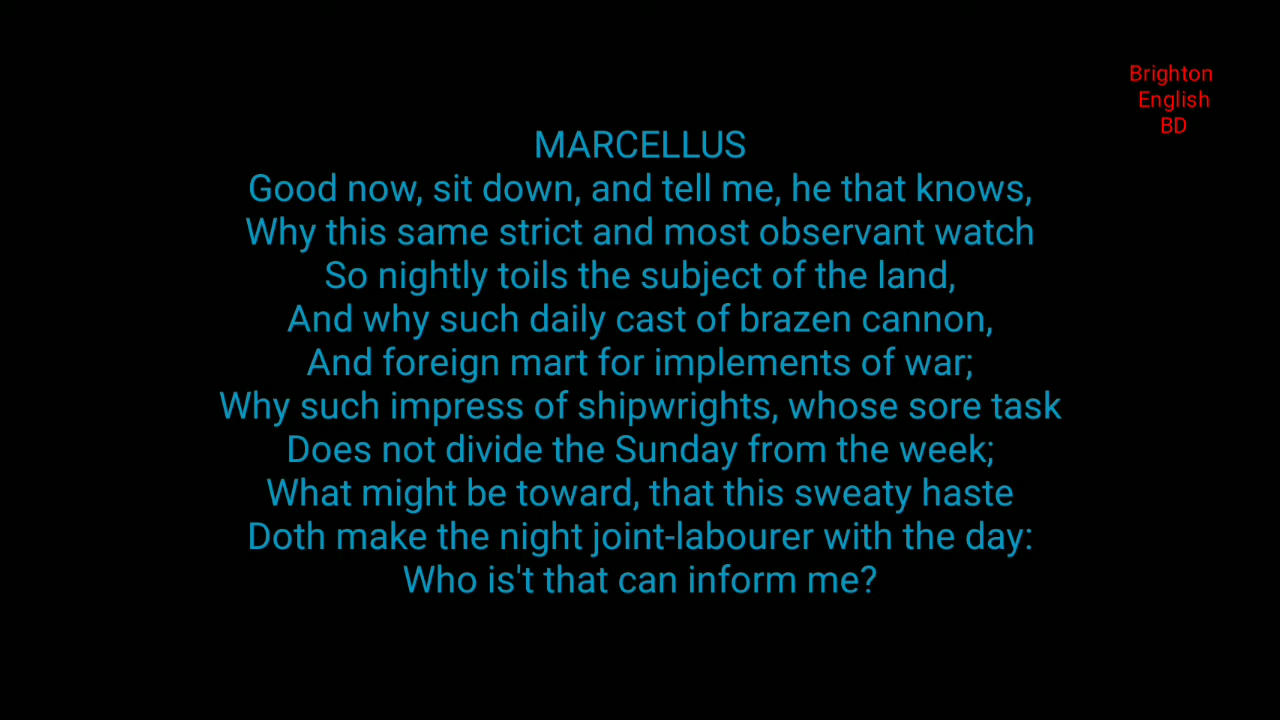 Brighton
English
BD
MARCELLUS
Good now, sit down, and tell me, he that knows,
Why this same strict and most observant watch
So nightly toils the subject of the land,
And why such daily cast of brazen cannon,
And foreign mart for implements of war;
Why such impress of shipwrights, whose sore task
Does not divide the Sunday from the week;
What might be toward, that this sweaty haste
Doth make the night joint-labourer with the day:
Who is't that can inform me?